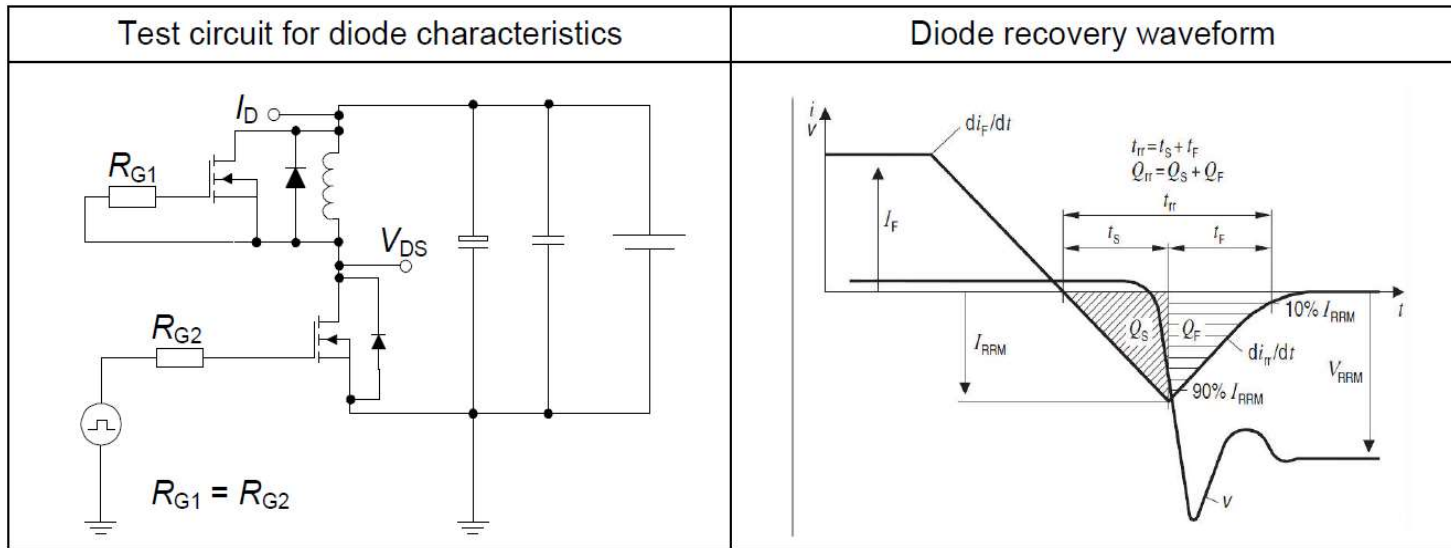 Test circuit for diode characteristics
I_D
R_G1
V_DS
R_G2
R_G1 = R_G2
Diode recovery waveform
i
v
di_F/dt
t_rr = t_S + t_F
Q_rr = Q_S + Q_F
t_rr
I_F
t_S
t_F
Q_S
Q_F
10% I_RRM
t
I_RRM
di_rr/dt
V_RRM
90% I_RRM
v